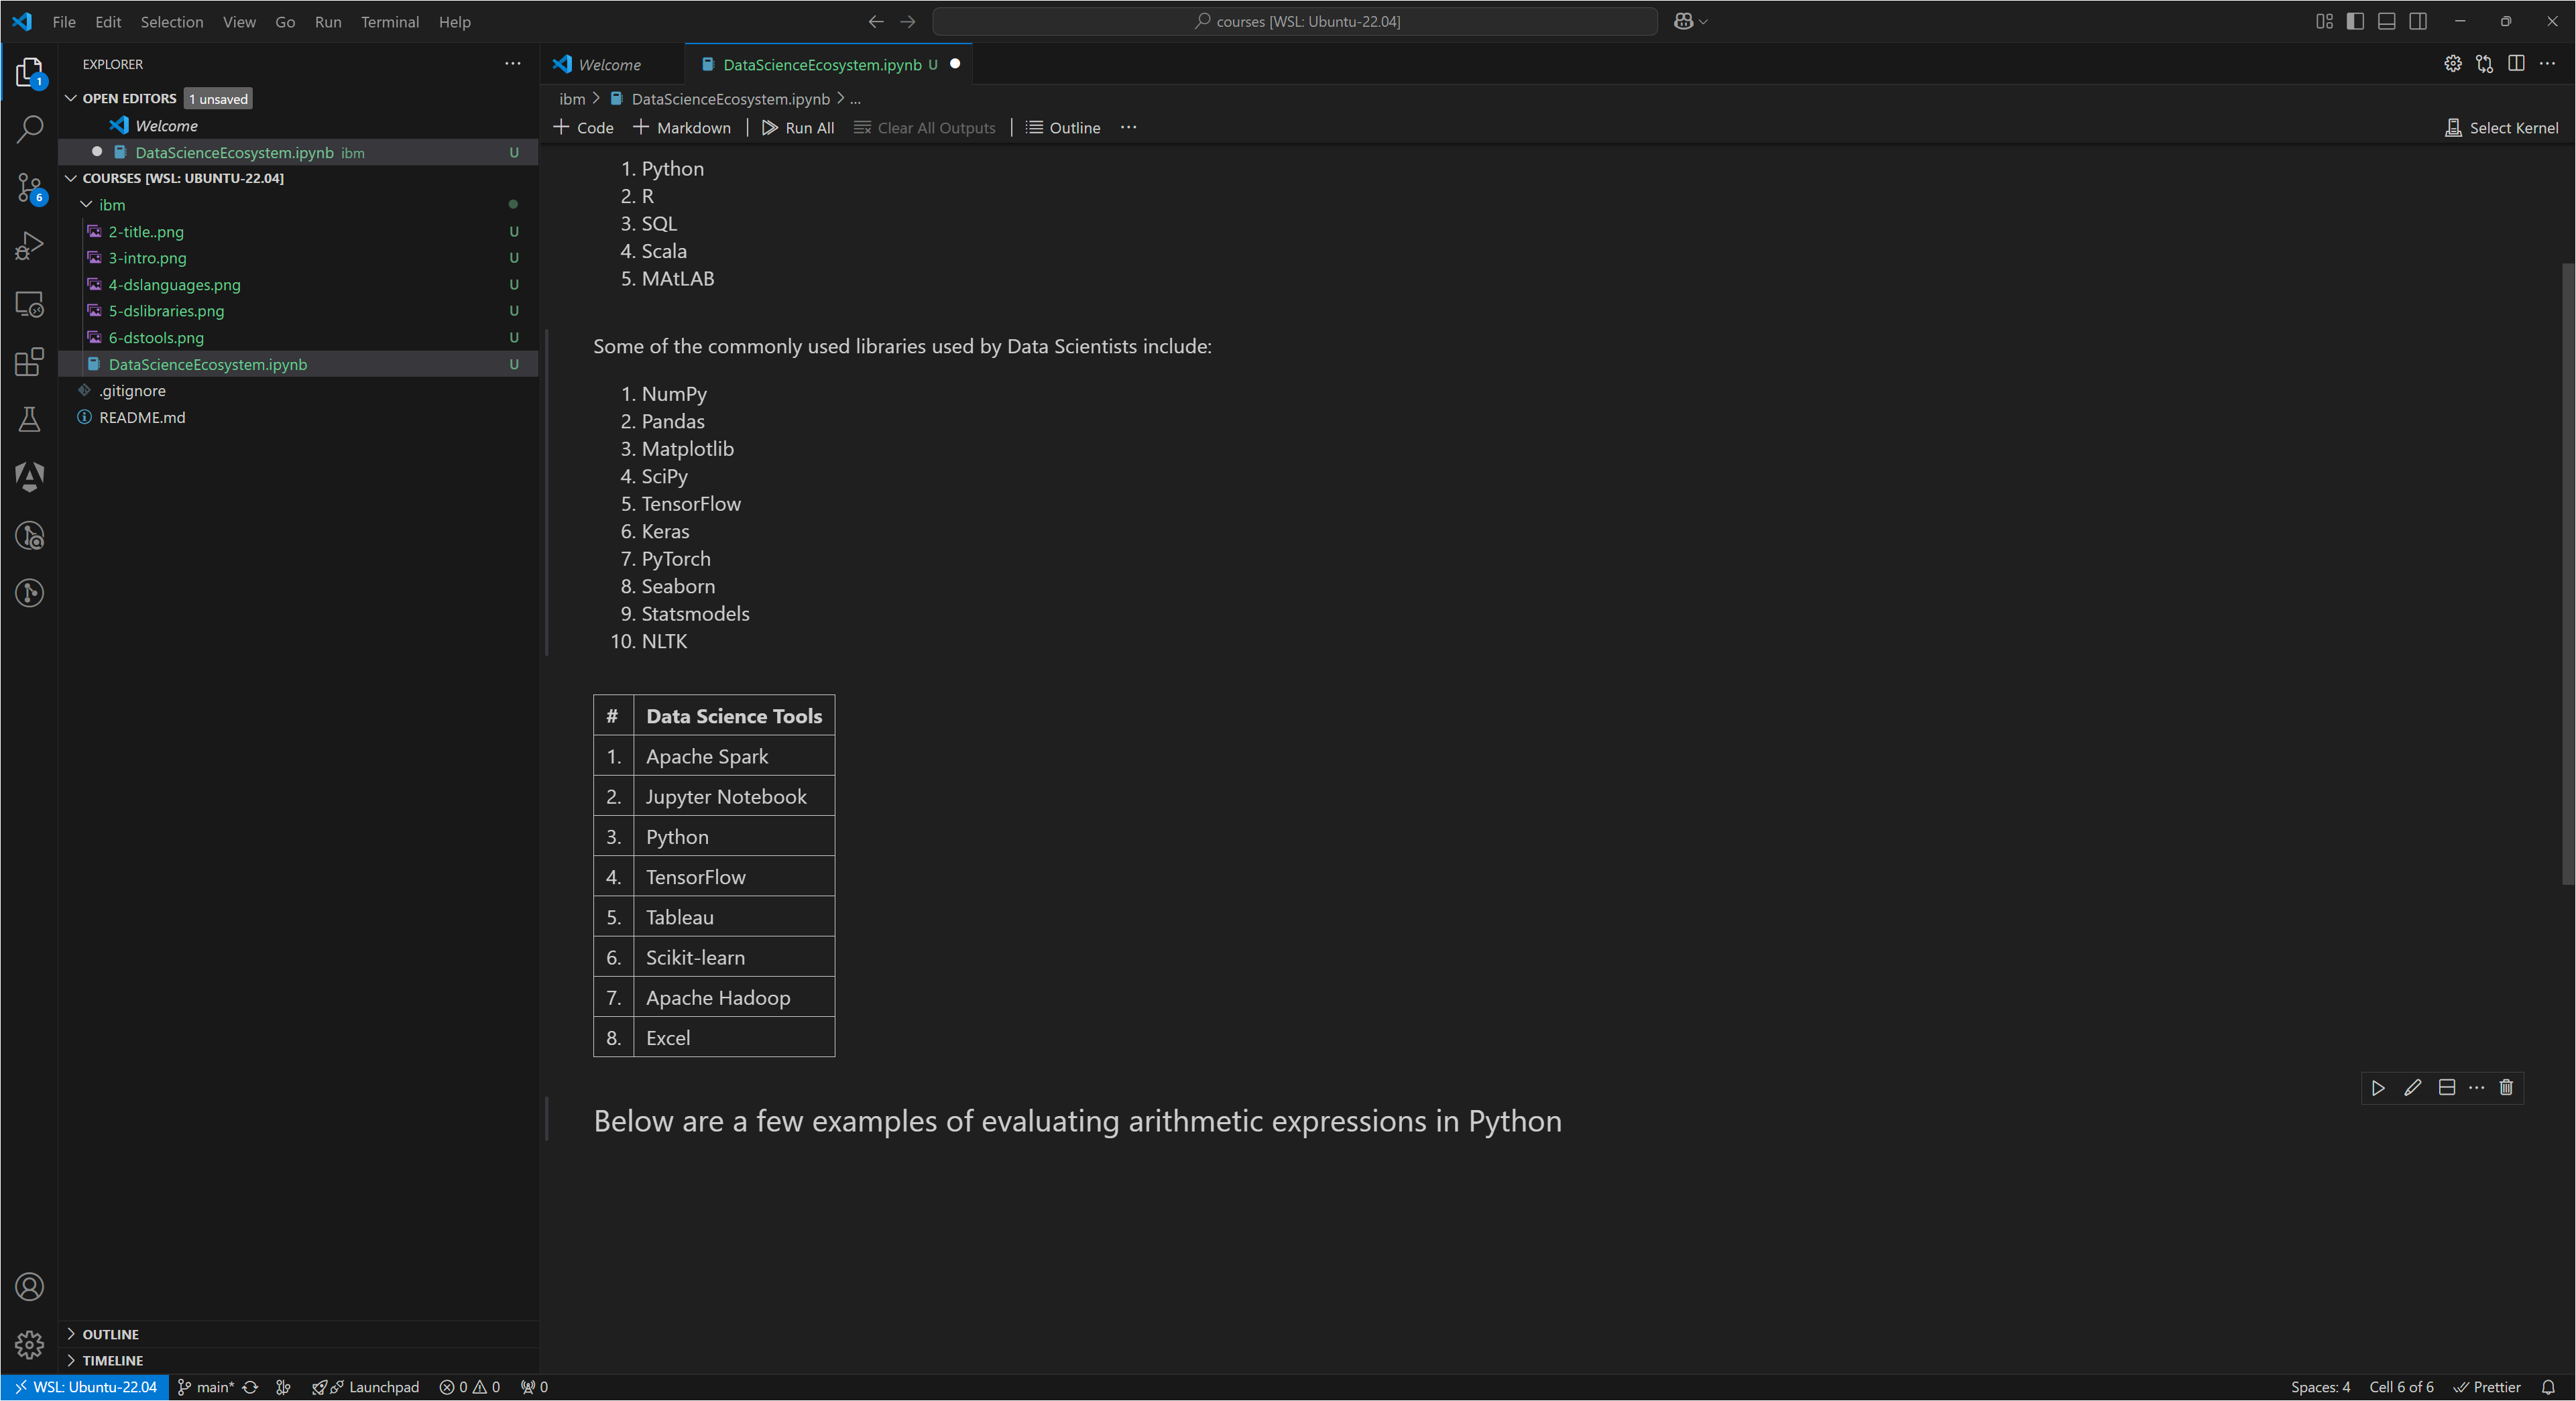 File Edit Selection View Go Run Terminal Help
courses [WSL: Ubuntu-22.04]
EXPLORER
OPEN EDITORS 1 unsaved
Welcome
DataScienceEcosystem.ipynb ibm U
COURSES [WSL: UBUNTU-22.04]
ibm
2-title..png U
3-intro.png U
4-dslanguages.png U
5-dslibraries.png U
6-dstools.png U
DataScienceEcosystem.ipynb U
.gitignore
README.md
OUTLINE
TIMELINE
1
6
Welcome DataScienceEcosystem.ipynb U
ibm > DataScienceEcosystem.ipynb > ...
+ Code + Markdown | Run All Clear All Outputs | Outline ... Select Kernel
1. Python
2. R
3. SQL
4. Scala
5. MAtLAB
Some of the commonly used libraries used by Data Scientists include:
1. NumPy
2. Pandas
3. Matplotlib
4. SciPy
5. TensorFlow
6. Keras
7. PyTorch
8. Seaborn
9. Statsmodels
10. NLTK
# Data Science Tools
1. Apache Spark
2. Jupyter Notebook
3. Python
4. TensorFlow
5. Tableau
6. Scikit-learn
7. Apache Hadoop
8. Excel
Below are a few examples of evaluating arithmetic expressions in Python
WSL: Ubuntu-22.04 main* Launchpad 0 0 0 Spaces: 4 Cell 6 of 6 Prettier